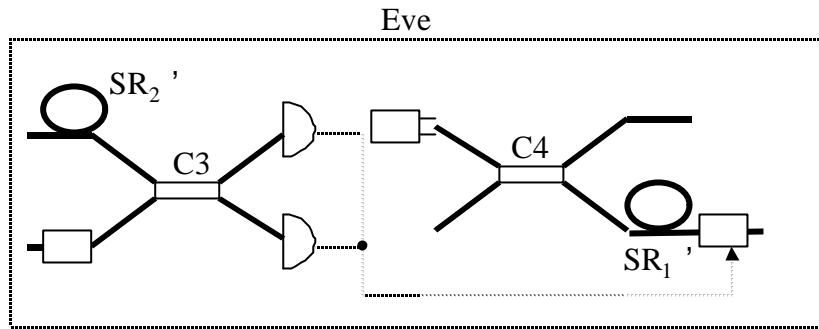 Eve
SR₂ ’
C3
C4
SR₁ ’